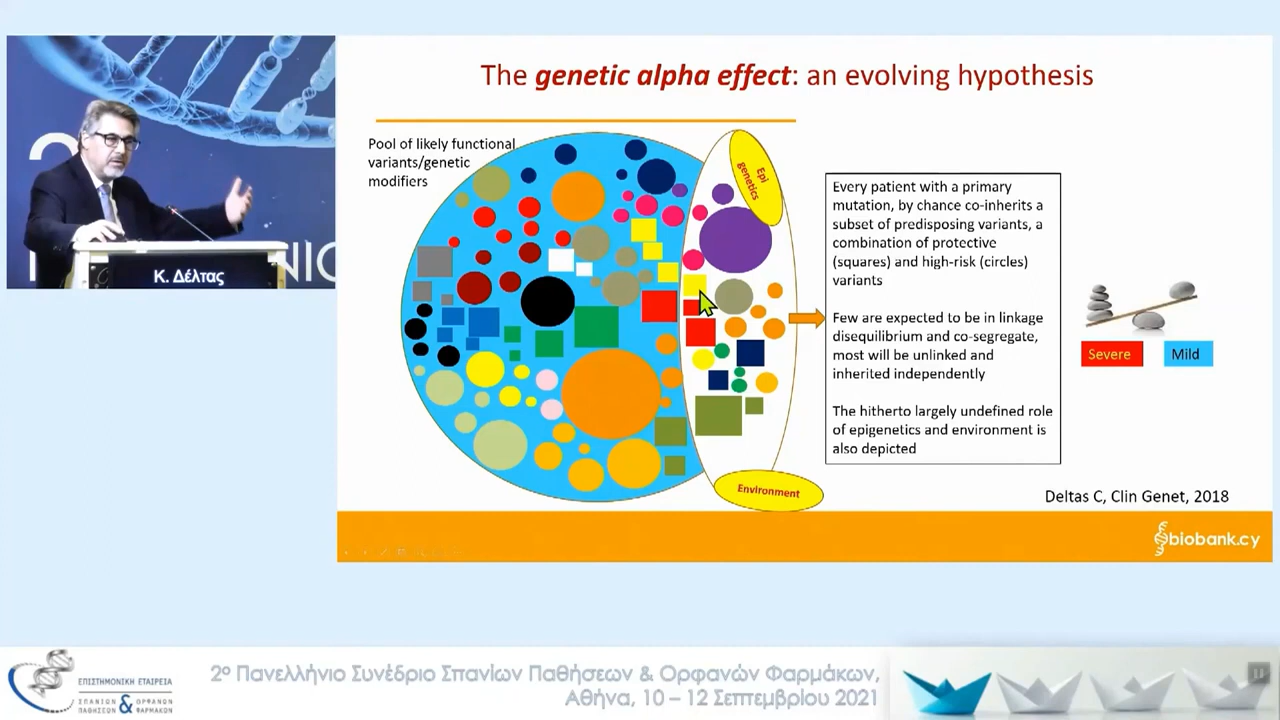 The genetic alpha effect: an evolving hypothesis
Pool of likely functional
variants/genetic
modifiers
Epi
genetics
Every patient with a primary
mutation, by chance co-inherits a
subset of predisposing variants, a
combination of protective
(squares) and high-risk (circles)
variants
Few are expected to be in linkage
disequilibrium and co-segregate,
most will be unlinked and
inherited independently
The hitherto largely undefined role
of epigenetics and environment is
also depicted
Severe
Mild
Environment
Deltas C, Clin Genet, 2018
biobank.cy
2
NIC
Κ. Δέλτας
ΕΠΙΣΤΗΜΟΝΙΚΗ ΕΤΑΙΡΕΙΑ
ΣΠΑΝΙΩΝ ΠΑΘΗΣΕΩΝ & ΟΡΦΑΝΩΝ ΦΑΡΜΑΚΩΝ
2ο Πανελλήνιο Συνέδριο Σπανίων Παθήσεων & Ορφανών Φαρμάκων,
Αθήνα, 10 – 12 Σεπτεμβρίου 2021